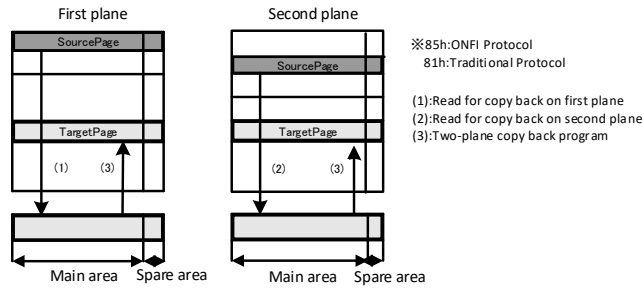 First plane
SourcePage
TargetPage
(1)
(3)
Main area
Spare area
Second plane
SourcePage
TargetPage
(2)
(3)
Main area
Spare area
※85h:ONFI Protocol
81h:Traditional Protocol
(1):Read for copy back on first plane
(2):Read for copy back on second plane
(3):Two-plane copy back program